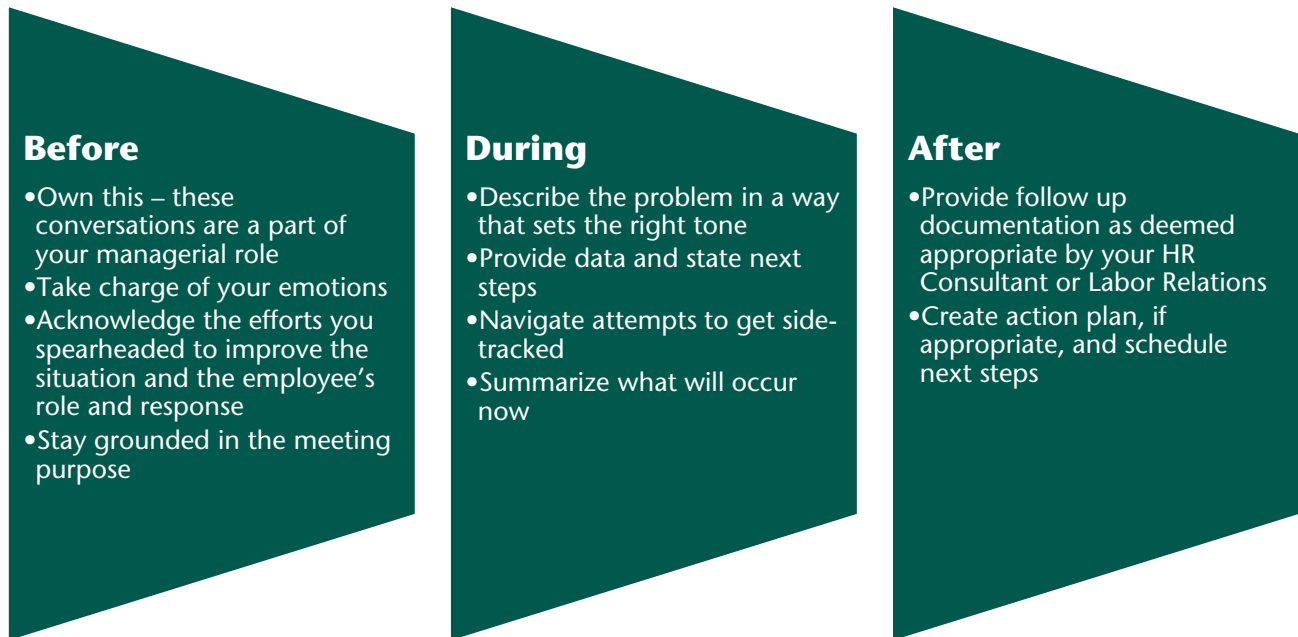 Before
•Own this – these
conversations are a part of
your managerial role
•Take charge of your emotions
•Acknowledge the efforts you
spearheaded to improve the
situation and the employee’s
role and response
•Stay grounded in the meeting
purpose
During
•Describe the problem in a way
that sets the right tone
•Provide data and state next
steps
•Navigate attempts to get side-
tracked
•Summarize what will occur
now
After
•Provide follow up
documentation as deemed
appropriate by your HR
Consultant or Labor Relations
•Create action plan, if
appropriate, and schedule
next steps